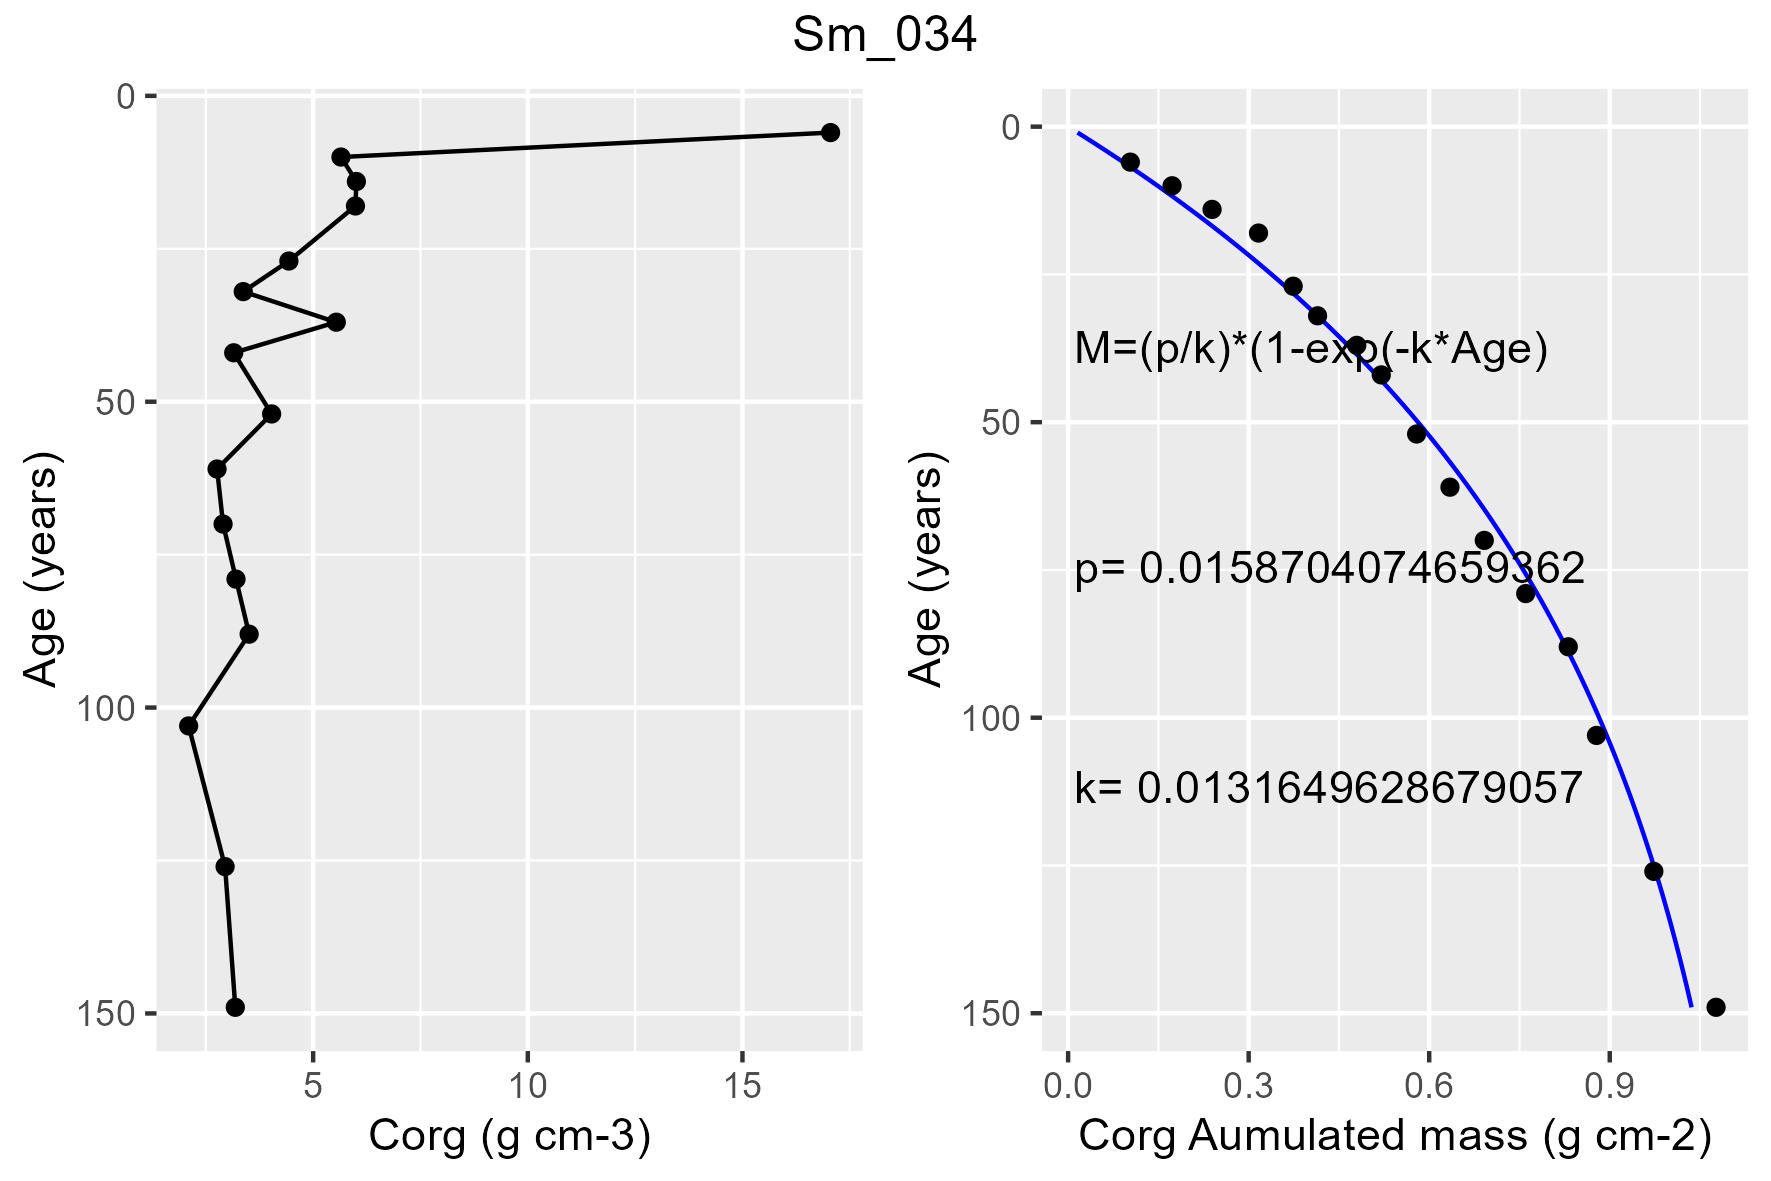 Sm_034
0
50
100
150
Age (years)
5
10
15
Corg (g cm-3)
0
50
100
150
Age (years)
M=(p/k)*(1-exp(-k*Age)
p= 0.0158704074659362
k= 0.0131649628679057
0.0
0.3
0.6
0.9
Corg Aumulated mass (g cm-2)